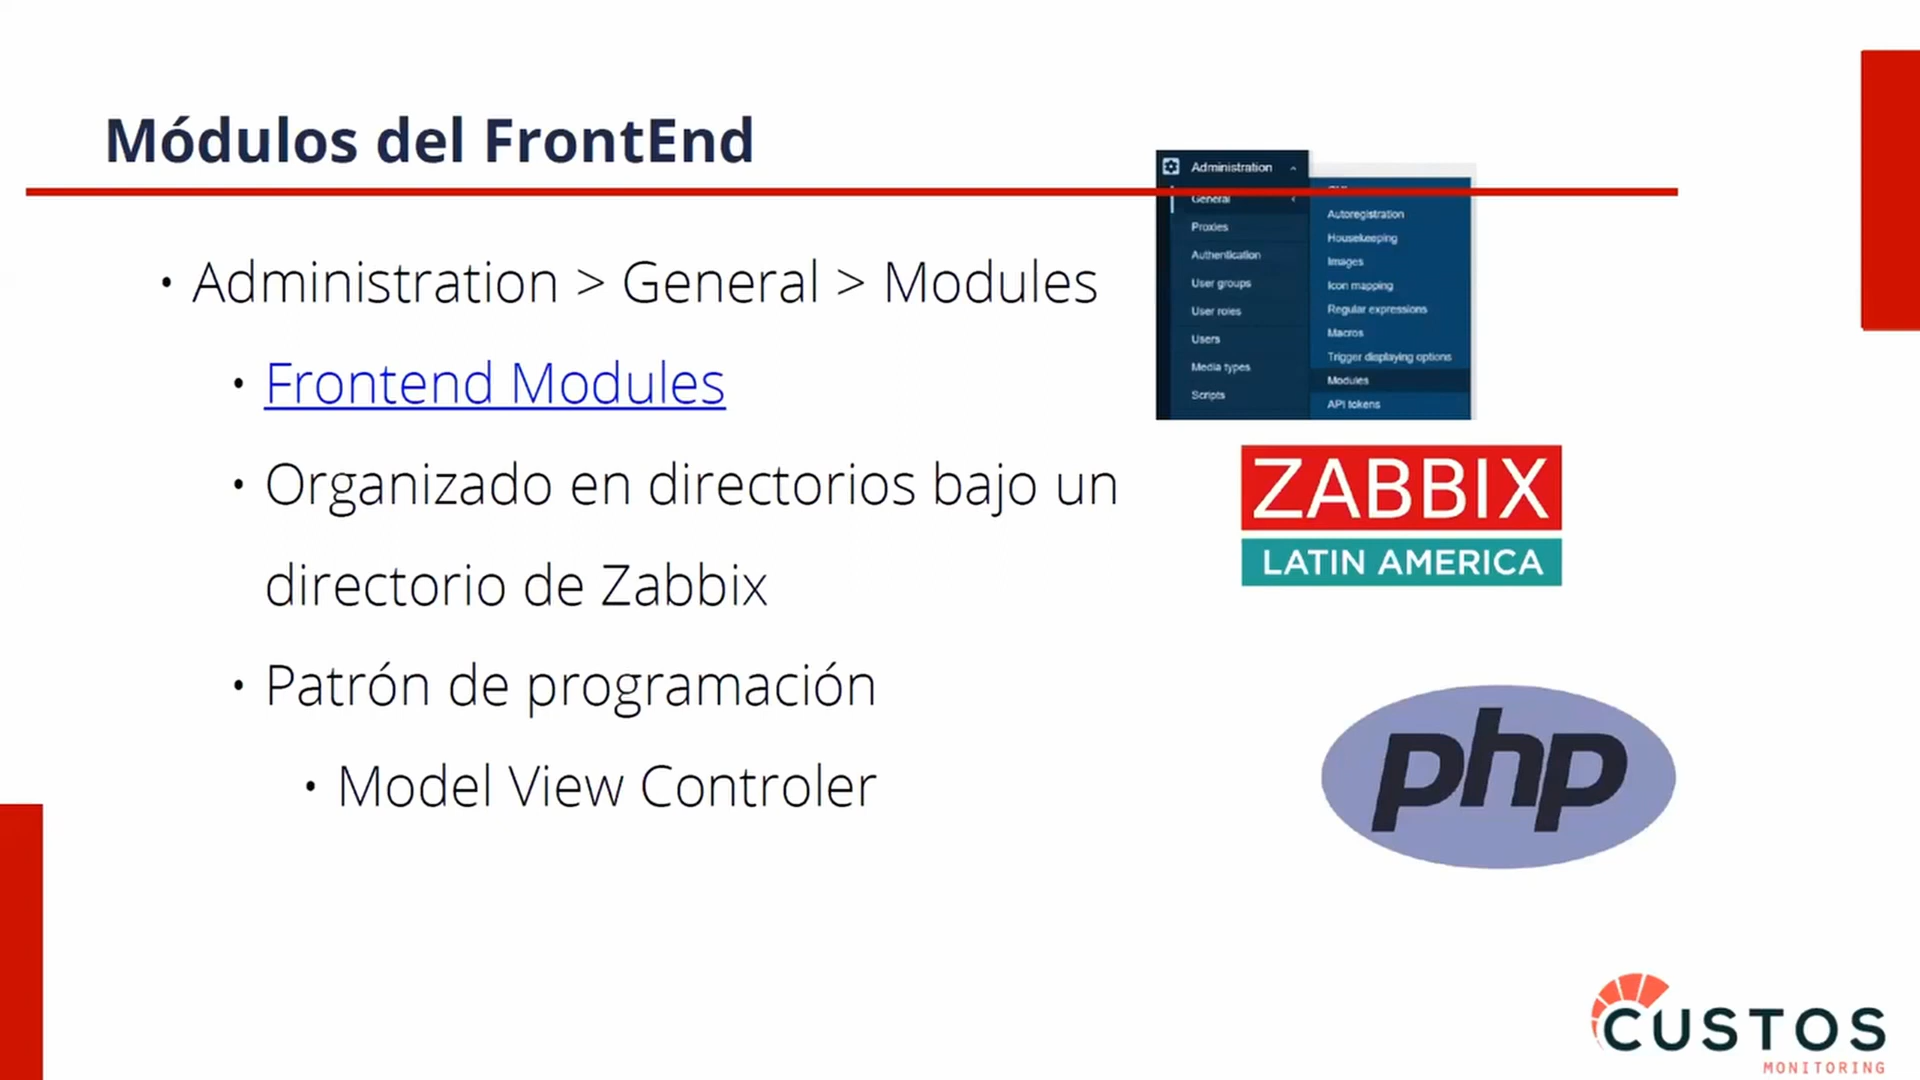 Módulos del FrontEnd
• Administration > General > Modules
• Frontend Modules
• Organizado en directorios bajo un
directorio de Zabbix
• Patrón de programación
• Model View Controler
Administration
General
Proxies
Authentication
User groups
User roles
Users
Media types
Scripts
Autoregistration
Housekeeping
Images
Icon mapping
Regular expressions
Macros
Trigger displaying options
Modules
API tokens
ZABBIX
LATIN AMERICA
php
CUSTOS
MONITORING